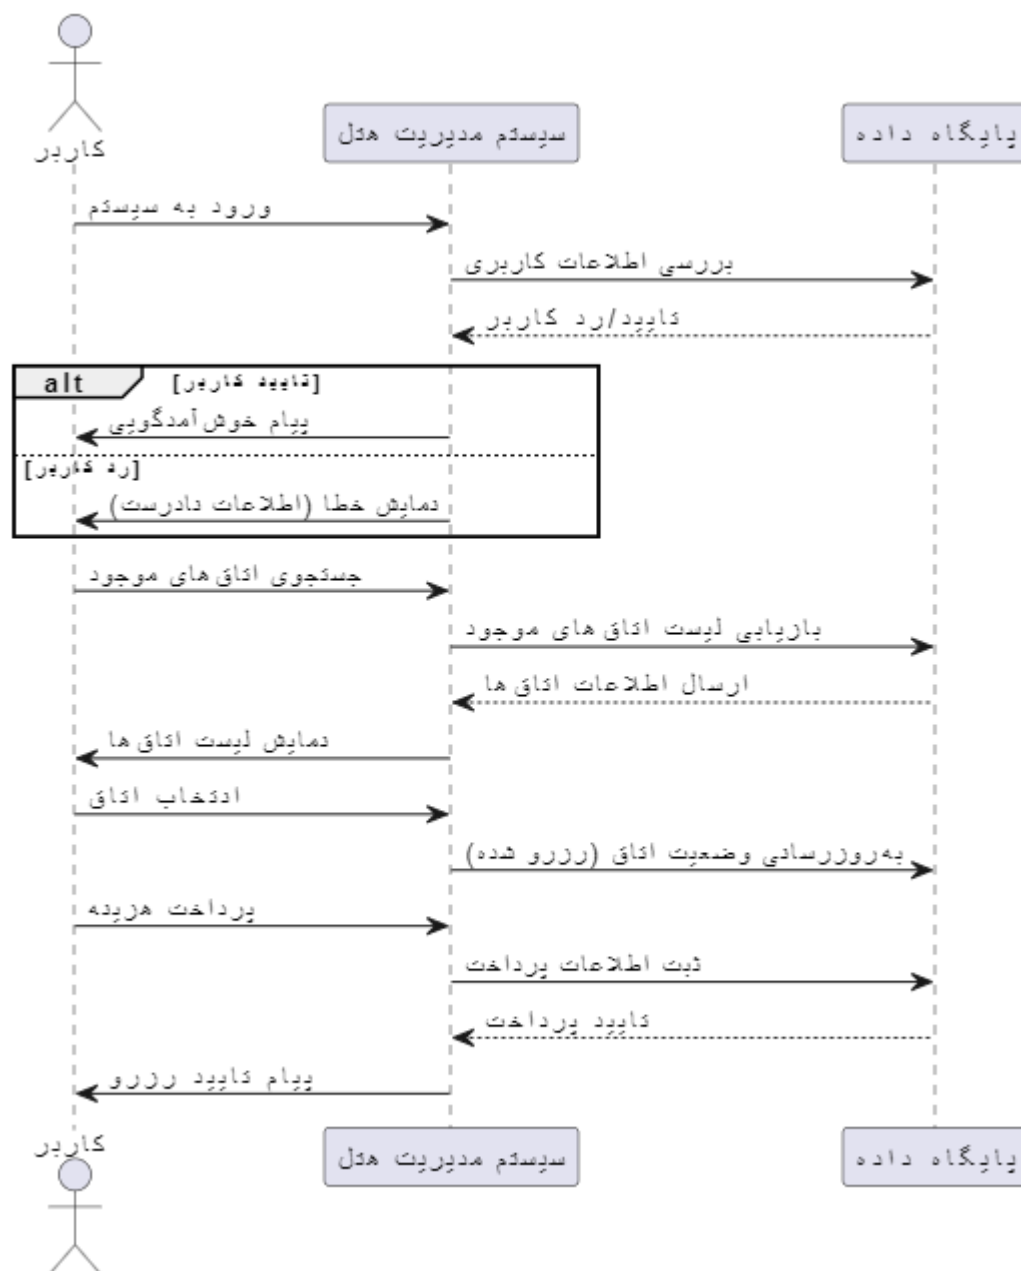 کاربر
سیستم مدیریت هتل
پایگاه داده
ورود به سیستم
بررسی اطلاعات کاربری
تایید/رد کاربر
alt [تایید کاربر]
پیام خوش‌آمدگویی
[رد کاربر]
نمایش خطا (اطلاعات نادرست)
جستجوی اتاق‌های موجود
بازیابی لیست اتاق‌های موجود
ارسال اطلاعات اتاق‌ها
نمایش لیست اتاق‌ها
انتخاب اتاق
به‌روزرسانی وضعیت اتاق (رزرو شده)
پرداخت هزینه
ثبت اطلاعات پرداخت
تایید پرداخت
پیام تایید رزرو
کاربر
سیستم مدیریت هتل
پایگاه داده